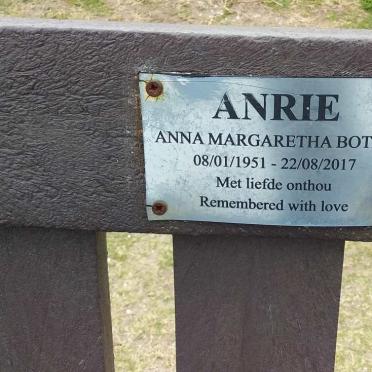 ANRIE
ANNA MARGARETHA BOT
08/01/1951 - 22/08/2017
Met liefde onthou
Remembered with love